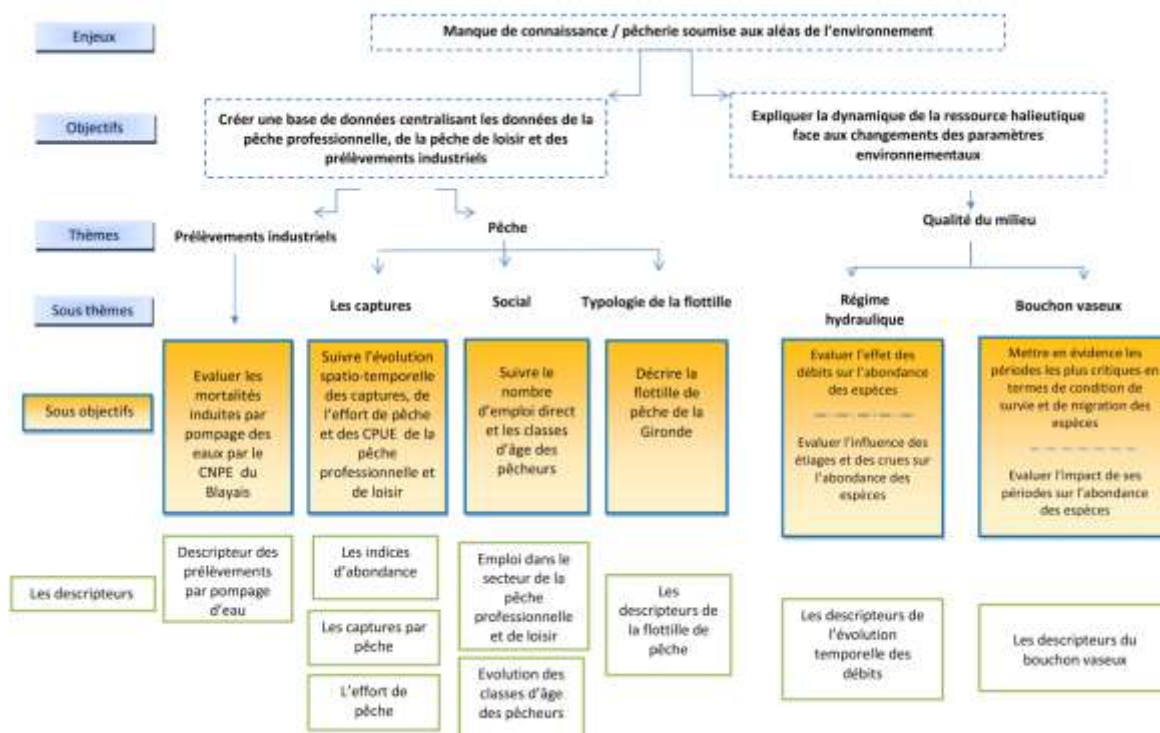 Enjeux
Manque de connaissance / pêcherie soumise aux aléas de l'environnement
Objectifs
Créer une base de données centralisant les données de la
pêche professionnelle, de la pêche de loisir et des
prélèvements industriels
Expliquer la dynamique de la ressource halieutique
face aux changements des paramètres
environnementaux
Thèmes
Prélèvements industriels
Pêche
Qualité du milieu
Sous thèmes
Les captures
Social
Typologie de la flottille
Régime
hydraulique
Bouchon vaseux
Sous objectifs
Evaluer les
mortalités
induites par
pompage des
eaux par le
CNPE du
Blayais
Suivre l'évolution
spatio-temporelle
des captures, de
l'effort de pêche
et des CPUE de la
pêche
professionnelle et
de loisir
Suivre le
nombre
d'emploi direct
et les classes
d'âge des
pêcheurs
Décrire la
flottille de
pêche de la
Gironde
Evaluer l'effet des
débits sur l'abondance
des espèces
Evaluer l'influence des
étiages et des crues sur
l'abondance des
espèces
Mettre en évidence les
périodes les plus critiques en
termes de condition de
survie et de migration des
espèces
Evaluer l'impact de ses
périodes sur l'abondance
des espèces
Les descripteurs
Descripteur des
prélèvements
par pompage
d'eau
Les indices
d'abondance
Les captures par
pêche
L'effort de
pêche
Emploi dans le
secteur de la
pêche
professionnelle
et de loisir
Evolution des
classes d'âge
des pêcheurs
Les
descripteurs de
la flottille de
pêche
Les descripteurs de
l'évolution
temporelle des
débits
Les descripteurs du
bouchon vaseux